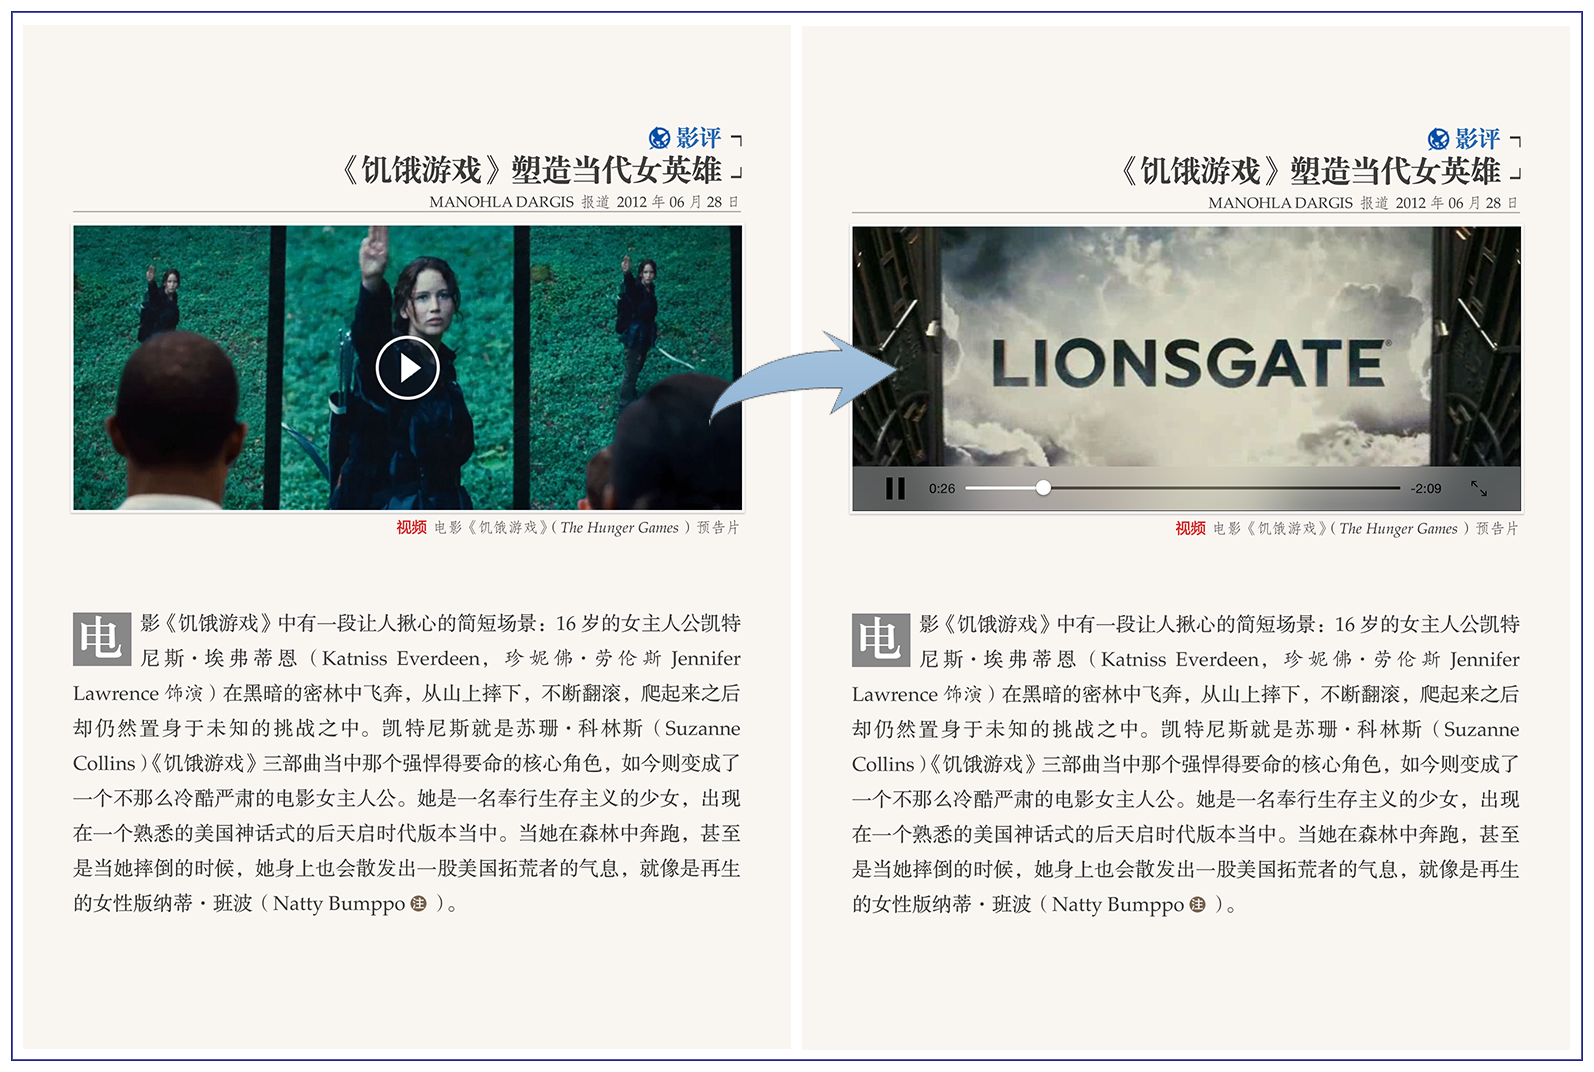 影评
《饥饿游戏》塑造当代女英雄
MANOHLA DARGIS 报道 2012 年 06 月 28 日
视频 电影《饥饿游戏》( The Hunger Games ) 预告片
电影《饥饿游戏》中有一段让人揪心的简短场景：16 岁的女主人公凯特
尼斯·埃弗蒂恩（Katniss Everdeen，珍妮佛·劳伦斯 Jennifer
Lawrence 饰演）在黑暗的密林中飞奔，从山上摔下，不断翻滚，爬起来之后
却仍然置身于未知的挑战之中。凯特尼斯就是苏珊·科林斯（Suzanne
Collins）《饥饿游戏》三部曲当中那个强悍得要命的核心角色，如今则变成了
一个不那么冷酷严肃的电影女主人公。她是一名奉行生存主义的少女，出现
在一个熟悉的美国神话式的后天启时代版本当中。当她在森林中奔跑，甚至
是当她摔倒的时候，她身上也会散发出一股美国拓荒者的气息，就像是再生
的女性版纳蒂·班波（Natty Bumppo 注）。
影评
《饥饿游戏》塑造当代女英雄
MANOHLA DARGIS 报道 2012 年 06 月 28 日
LIONSGATE®
0:26 -2:09
视频 电影《饥饿游戏》( The Hunger Games ) 预告片
电影《饥饿游戏》中有一段让人揪心的简短场景：16 岁的女主人公凯特
尼斯·埃弗蒂恩（Katniss Everdeen，珍妮佛·劳伦斯 Jennifer
Lawrence 饰演）在黑暗的密林中飞奔，从山上摔下，不断翻滚，爬起来之后
却仍然置身于未知的挑战之中。凯特尼斯就是苏珊·科林斯（Suzanne
Collins）《饥饿游戏》三部曲当中那个强悍得要命的核心角色，如今则变成了
一个不那么冷酷严肃的电影女主人公。她是一名奉行生存主义的少女，出现
在一个熟悉的美国神话式的后天启时代版本当中。当她在森林中奔跑，甚至
是当她摔倒的时候，她身上也会散发出一股美国拓荒者的气息，就像是再生
的女性版纳蒂·班波（Natty Bumppo 注）。